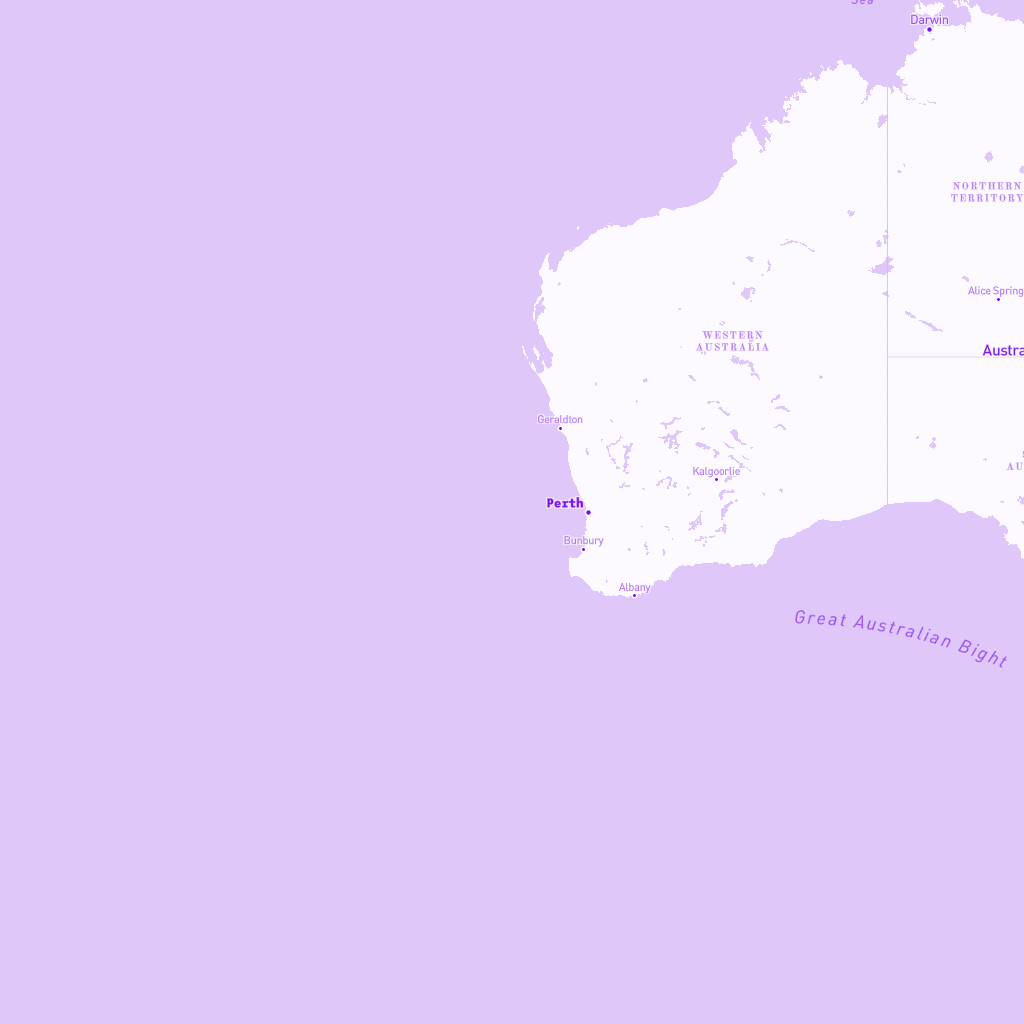 Sea
Darwin
NORTHERN
TERRITORY
Alice Spring
WESTERN
AUSTRALIA
Austra
Geraldton
S
AU
Kalgoorlie
Perth
Bunbury
Albany
Great Australian Bight